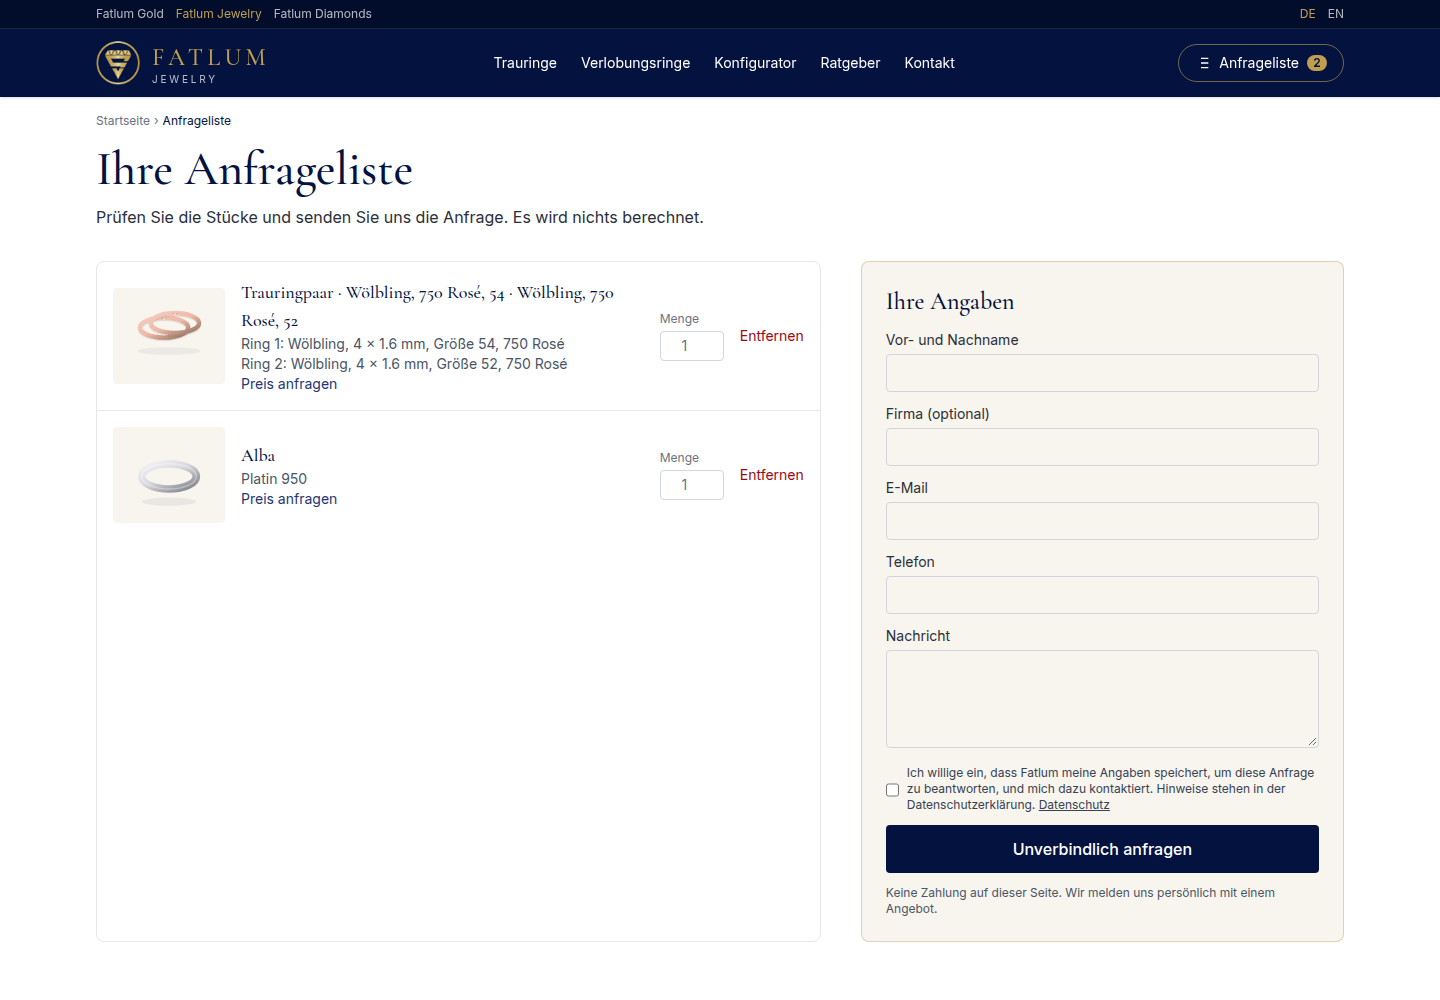 Fatlum Gold Fatlum Jewelry Fatlum Diamonds DE EN
FATLUM
JEWELRY
Trauringe Verlobungsringe Konfigurator Ratgeber Kontakt
Anfrageliste 2
Startseite › Anfrageliste
Ihre Anfrageliste
Prüfen Sie die Stücke und senden Sie uns die Anfrage. Es wird nichts berechnet.
Trauringpaar · Wölbling, 750 Rosé, 54 · Wölbling, 750
Rosé, 52
Ring 1: Wölbling, 4 × 1.6 mm, Größe 54, 750 Rosé
Ring 2: Wölbling, 4 × 1.6 mm, Größe 52, 750 Rosé
Preis anfragen
Menge
1
Entfernen
Alba
Platin 950
Preis anfragen
Menge
1
Entfernen
Ihre Angaben
Vor- und Nachname
Firma (optional)
E-Mail
Telefon
Nachricht
Ich willige ein, dass Fatlum meine Angaben speichert, um diese Anfrage
zu beantworten, und mich dazu kontaktiert. Hinweise stehen in der
Datenschutzerklärung. Datenschutz
Unverbindlich anfragen
Keine Zahlung auf dieser Seite. Wir melden uns persönlich mit einem
Angebot.